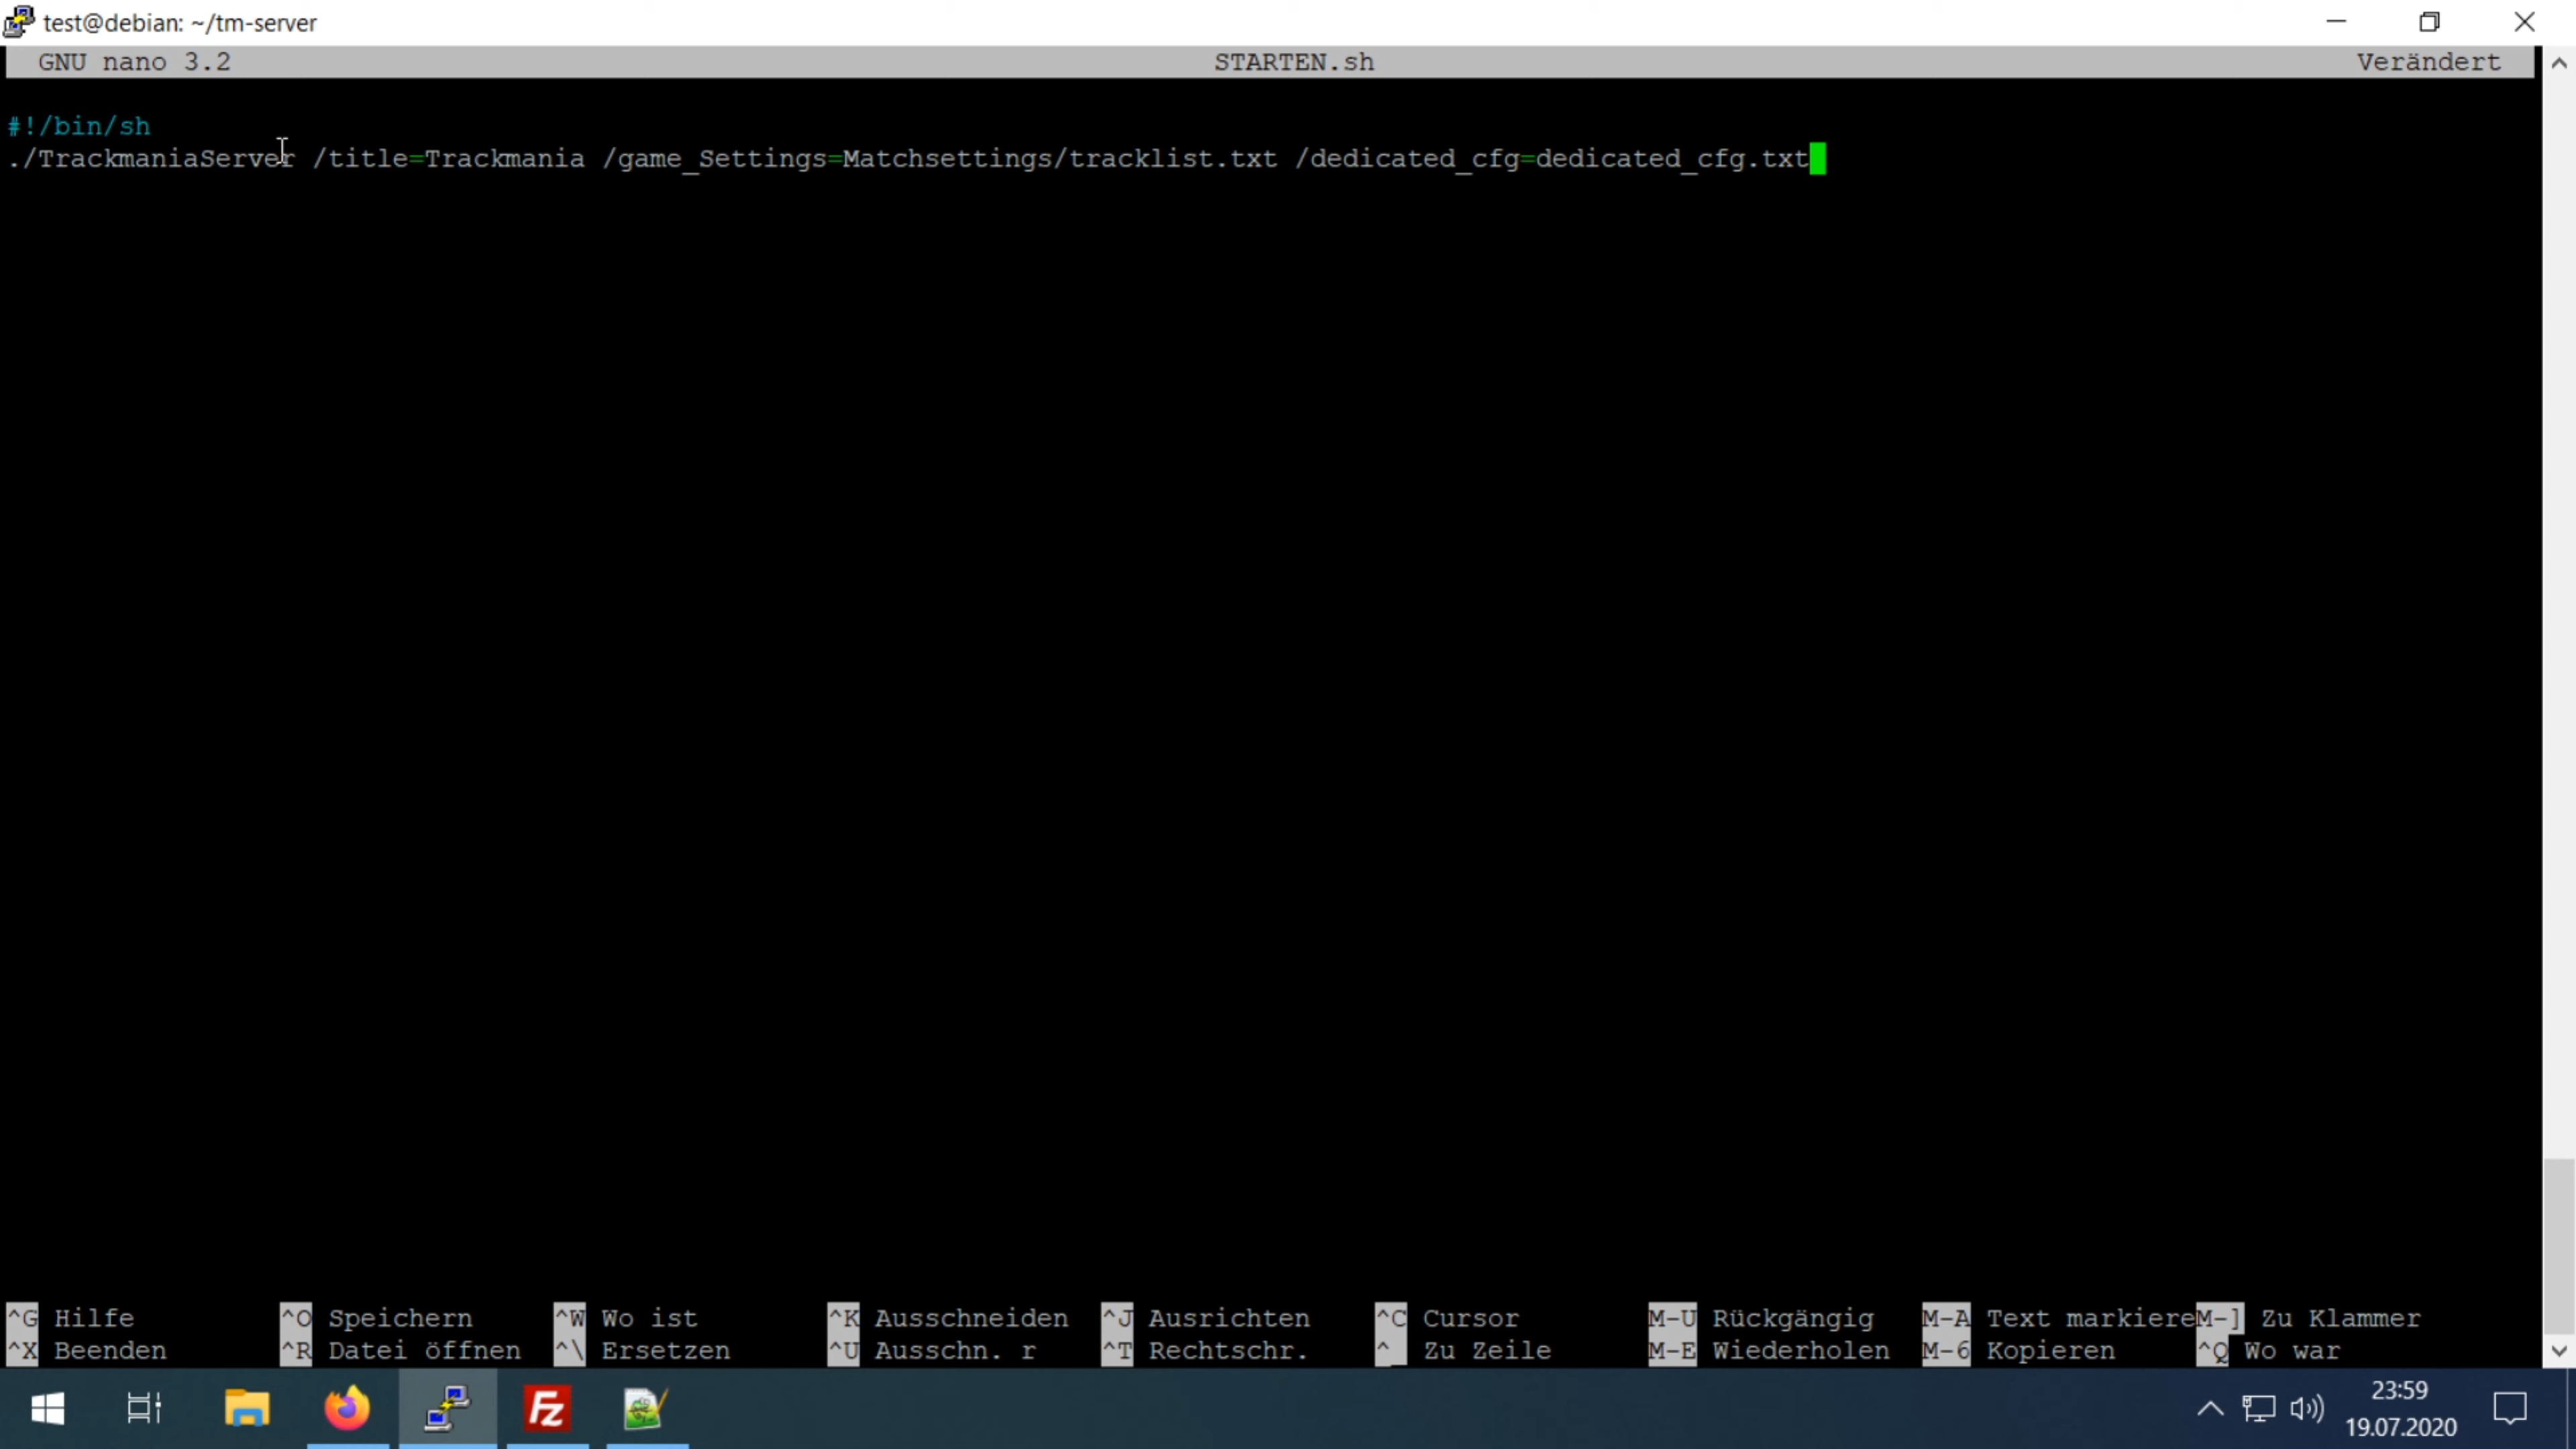 test@debian: ~/tm-server
GNU nano 3.2 STARTEN.sh Verändert
#!/bin/sh
./TrackmaniaServer /title=Trackmania /game_Settings=Matchsettings/tracklist.txt /dedicated_cfg=dedicated_cfg.txt
^G Hilfe ^O Speichern ^W Wo ist ^K Ausschneiden ^J Ausrichten ^C Cursor M-U Rückgängig M-A Text markiereM-] Zu Klammer
^X Beenden ^R Datei öffnen ^\ Ersetzen ^U Ausschn. r ^T Rechtschr. ^_ Zu Zeile M-E Wiederholen M-6 Kopieren ^Q Wo war
Fz
23:59
19.07.2020